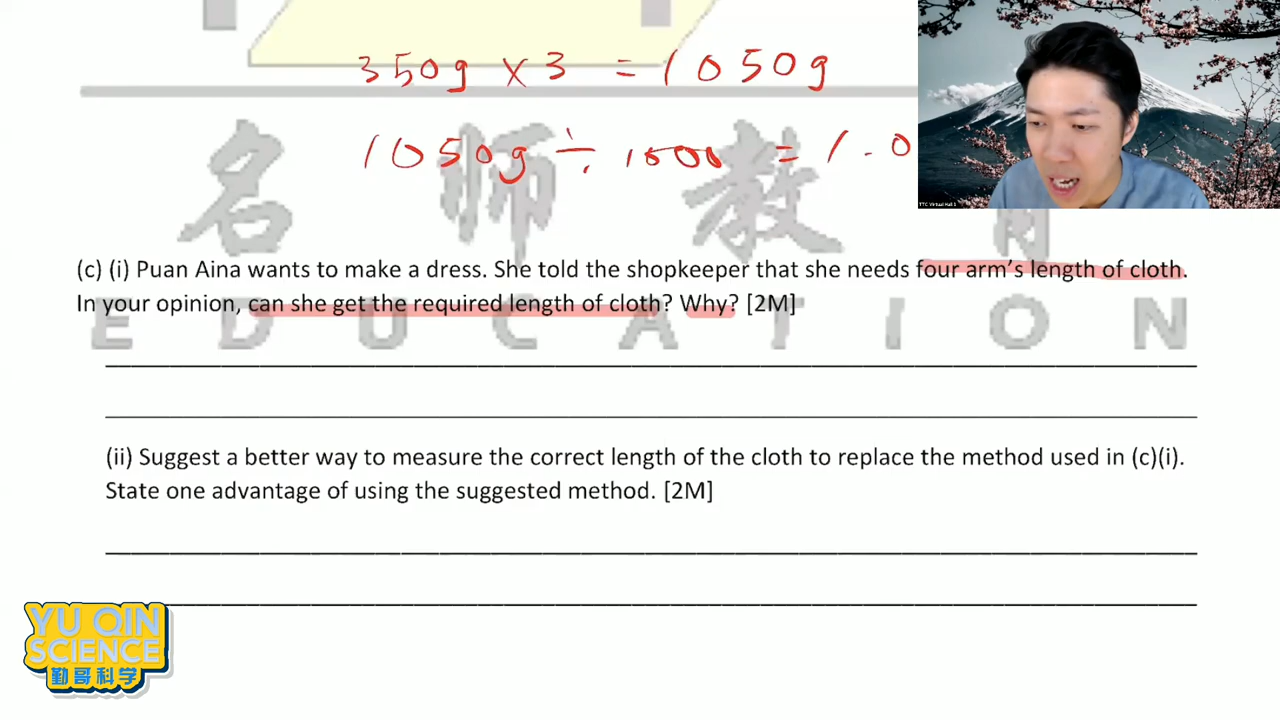 350g × 3 = 1050g
1050g ÷ 1000 = 1.0
名師教育
(c) (i) Puan Aina wants to make a dress. She told the shopkeeper that she needs four arm's length of cloth.
In your opinion, can she get the required length of cloth? Why? [2M]
EDUCATION
(ii) Suggest a better way to measure the correct length of the cloth to replace the method used in (c)(i).
State one advantage of using the suggested method. [2M]
YU QIN
SCIENCE
勤哥科学